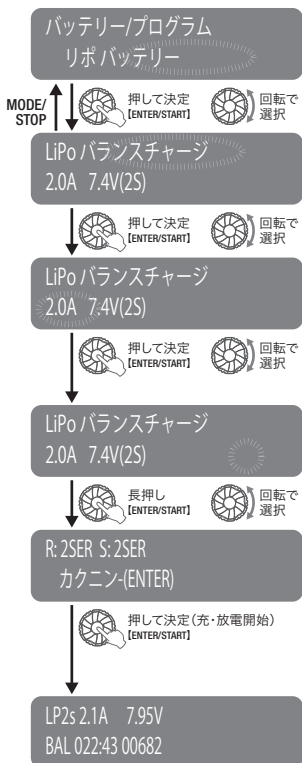 バッテリー/プログラム
リポ バッテリー
MODE/
STOP
押して決定
【ENTER/START】
回転で
選択
LiPo バランスチャージ
2.0A 7.4V(2S)
押して決定
【ENTER/START】
回転で
選択
LiPo バランスチャージ
2.0A 7.4V(2S)
押して決定
【ENTER/START】
回転で
選択
LiPo バランスチャージ
2.0A 7.4V(2S)
長押し
【ENTER/START】
回転で
選択
R: 2SER S: 2SER
カクニン-(ENTER)
押して決定(充・放電開始)
【ENTER/START】
LP2s 2.1A 7.95V
BAL 022:43 00682